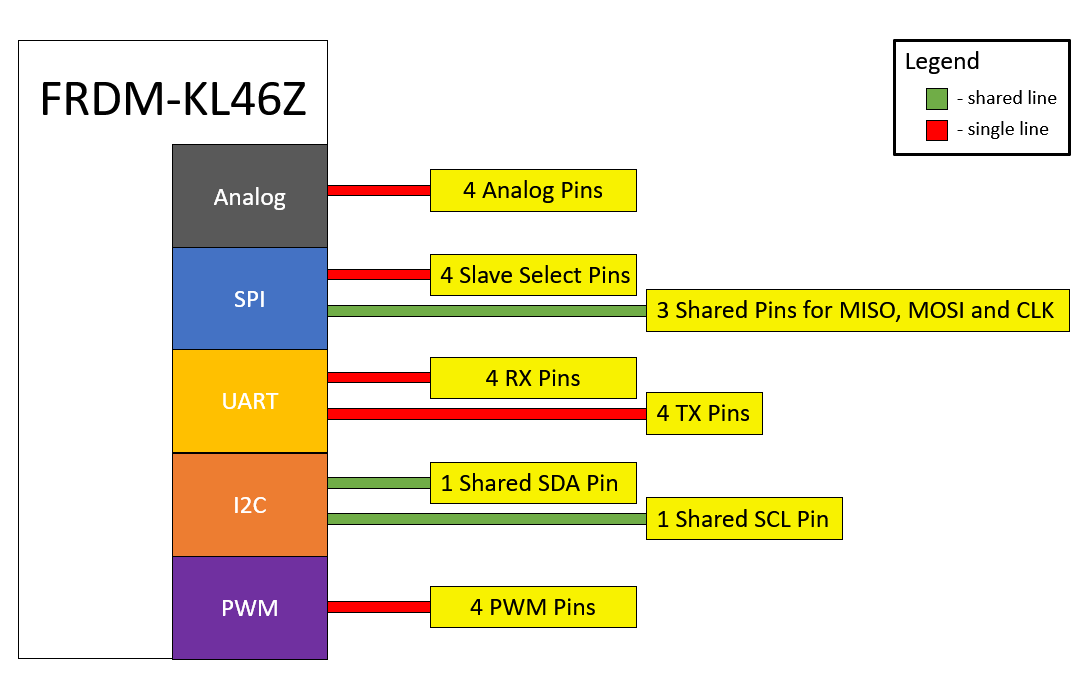 FRDM-KL46Z
Legend
- shared line
- single line
Analog
4 Analog Pins
SPI
4 Slave Select Pins
3 Shared Pins for MISO, MOSI and CLK
UART
4 RX Pins
4 TX Pins
I2C
1 Shared SDA Pin
1 Shared SCL Pin
PWM
4 PWM Pins